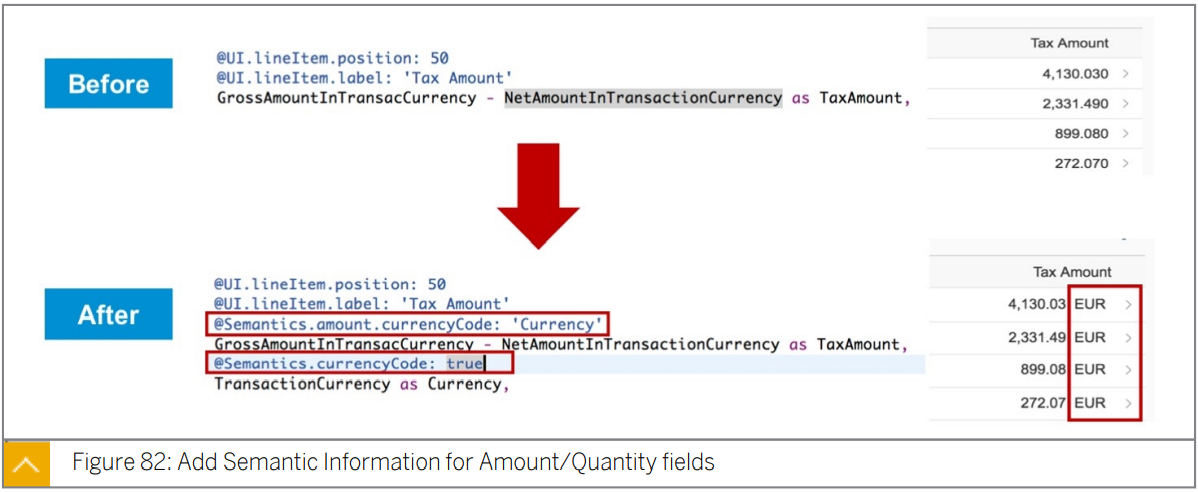 Before
@UI.lineItem.position: 50
@UI.lineItem.label: 'Tax Amount'
GrossAmountInTransacCurrency - NetAmountInTransactionCurrency as TaxAmount,
Tax Amount
4,130.030
2,331.490
899.080
272.070
After
@UI.lineItem.position: 50
@UI.lineItem.label: 'Tax Amount'
@Semantics.amount.currencyCode: 'Currency'
GrossAmountInTransacCurrency - NetAmountInTransactionCurrency as TaxAmount,
@Semantics.currencyCode: true
TransactionCurrency as Currency,
Tax Amount
4,130.03 EUR
2,331.49 EUR
899.08 EUR
272.07 EUR
Figure 82: Add Semantic Information for Amount/Quantity fields